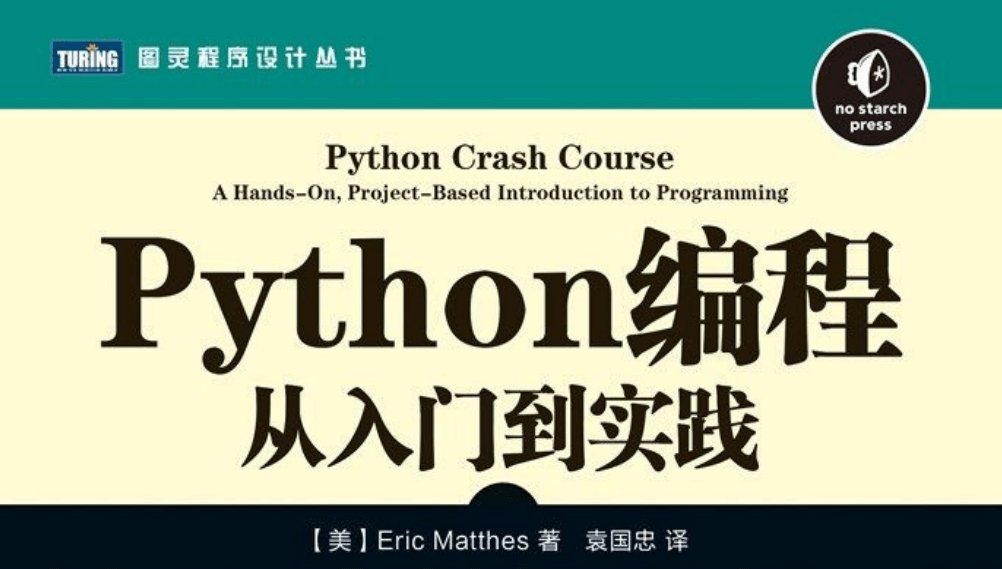 TURING 图灵程序设计丛书
no starch
press
Python Crash Course
A Hands-On, Project-Based Introduction to Programming
Python编程
从入门到实践
【美】Eric Matthes 著 袁国忠 译